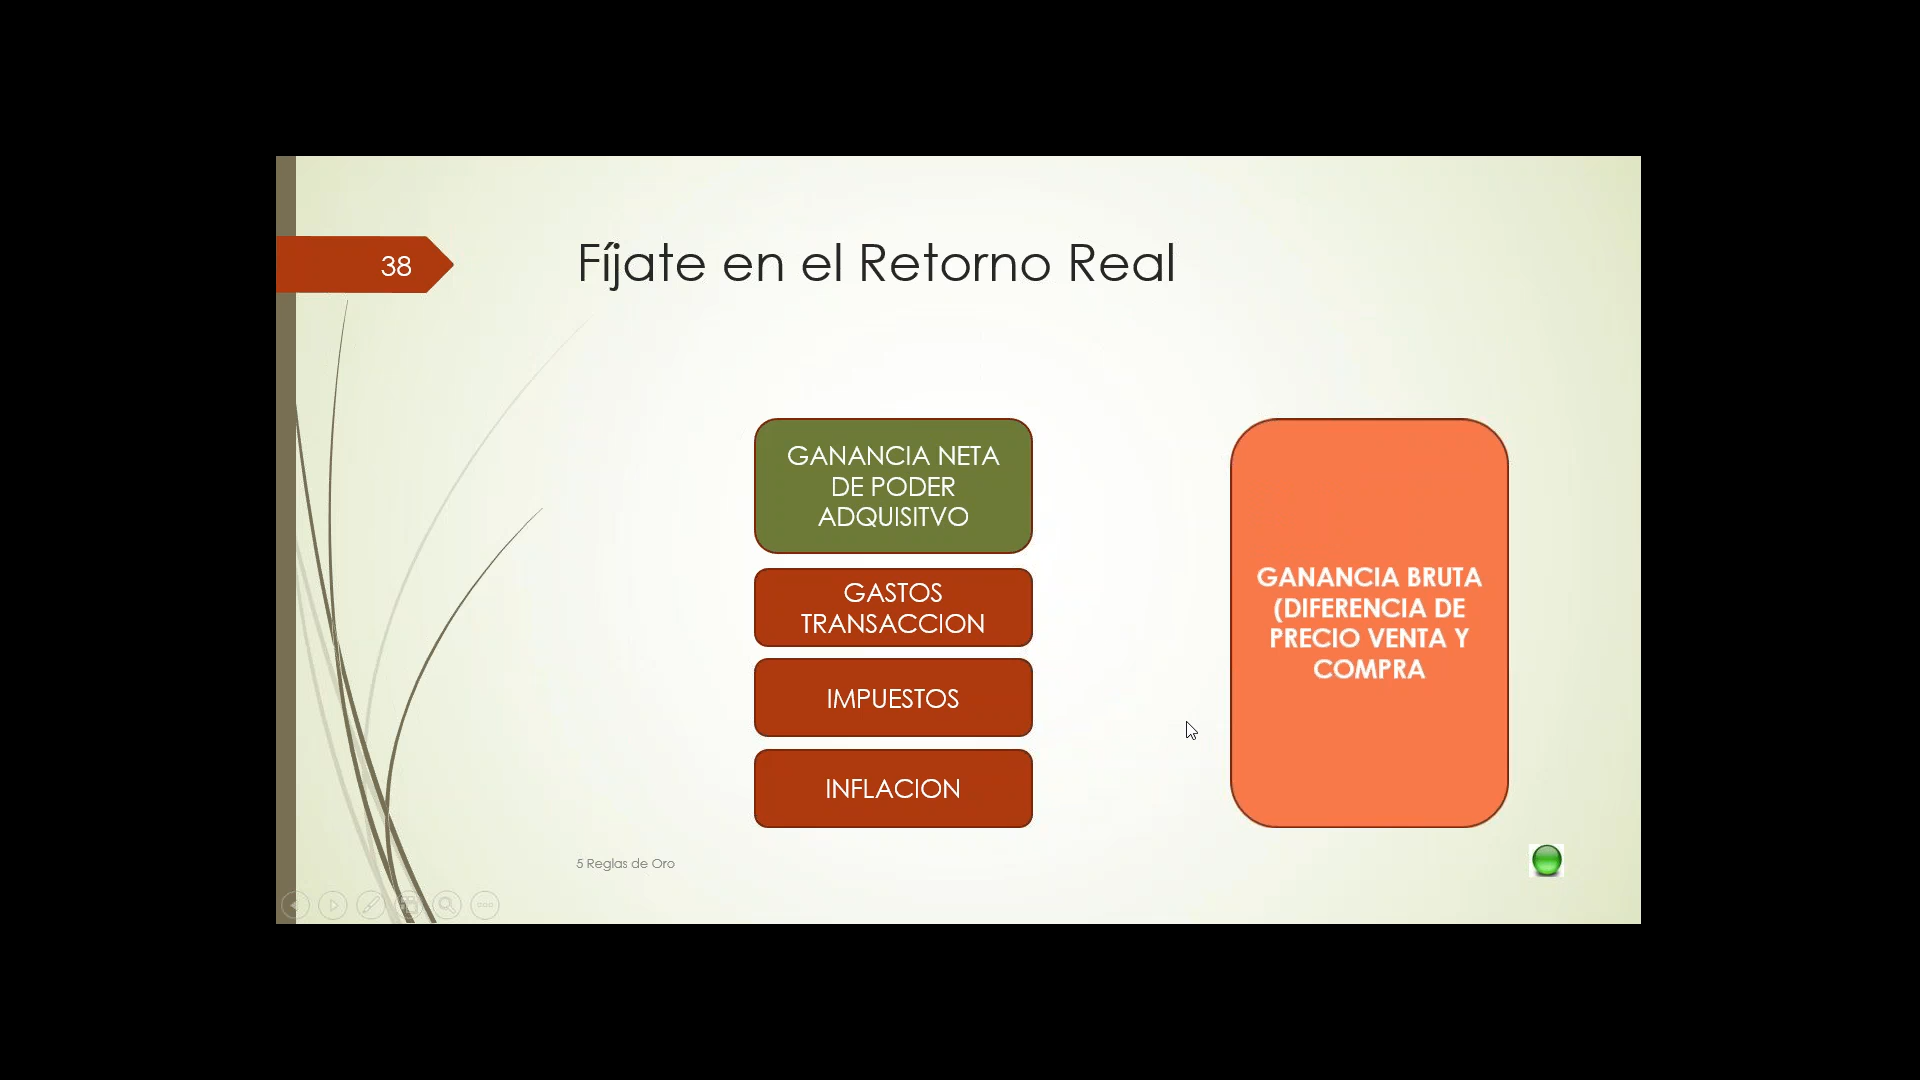 38
Fíjate en el Retorno Real
GANANCIA NETA
DE PODER
ADQUISITVO
GASTOS
TRANSACCION
IMPUESTOS
INFLACION
GANANCIA BRUTA
(DIFERENCIA DE
PRECIO VENTA Y
COMPRA
5 Reglas de Oro